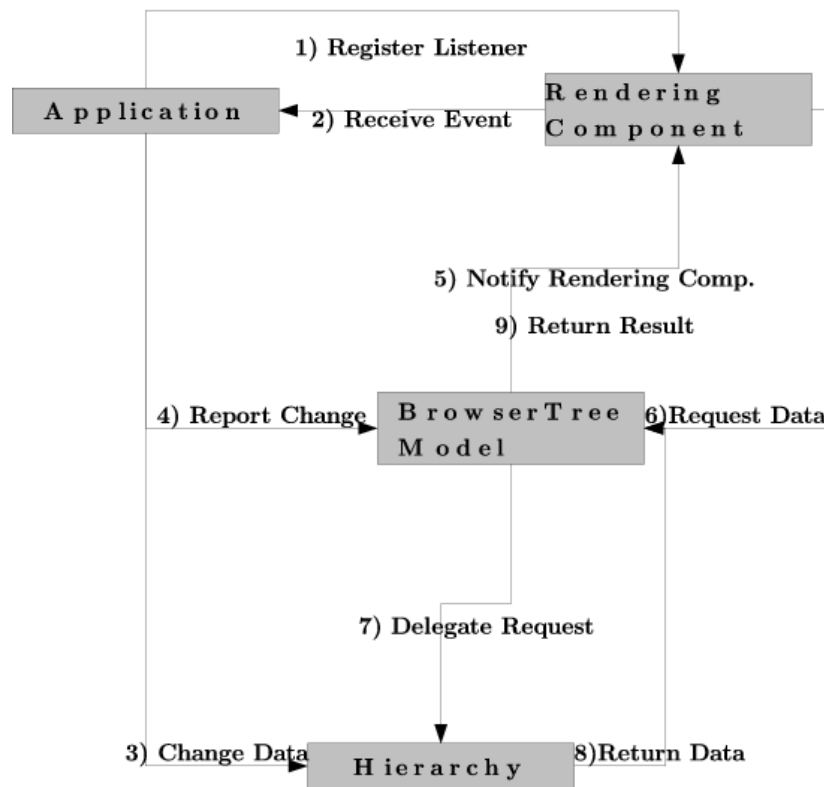 1) Register Listener
Application
Rendering
Component
2) Receive Event
5) Notify Rendering Comp.
9) Return Result
4) Report Change
BrowserTree
Model
6)Request Data
7) Delegate Request
3) Change Data
Hierarchy
8)Return Data